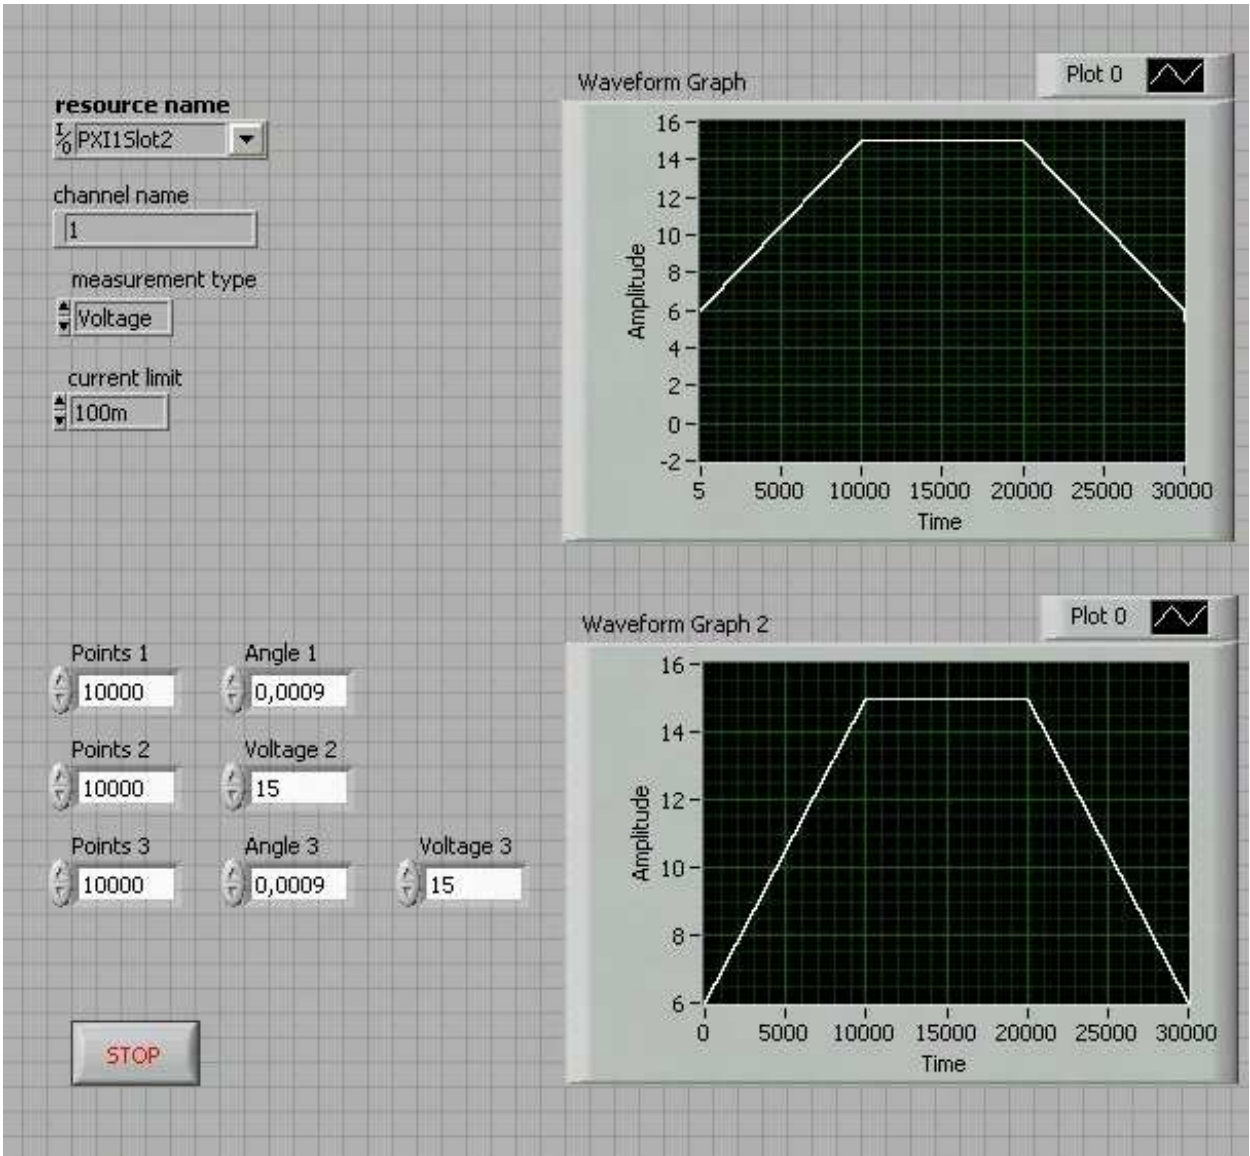 resource name
PXI1Slot2
channel name
1
measurement type
Voltage
current limit
100m
Waveform Graph
Plot 0
16
14
12
10
8
6
4
2
0
-2
Amplitude
5 5000 10000 15000 20000 25000 30000
Time
Points 1 Angle 1
10000 0,0009
Points 2 Voltage 2
10000 15
Points 3 Angle 3 Voltage 3
10000 0,0009 15
STOP
Waveform Graph 2
Plot 0
16
14
12
10
8
6
Amplitude
0 5000 10000 15000 20000 25000 30000
Time